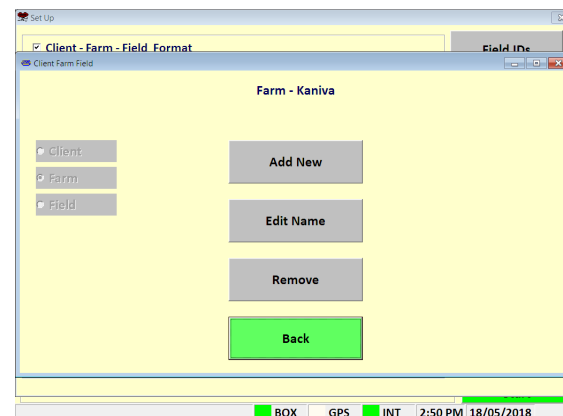 Set Up
Client - Farm - Field Format
Field IDs
Client Farm Field
Farm - Kaniva
Client
Farm
Field
Add New
Edit Name
Remove
Back
BOX GPS INT 2:50 PM 18/05/2018